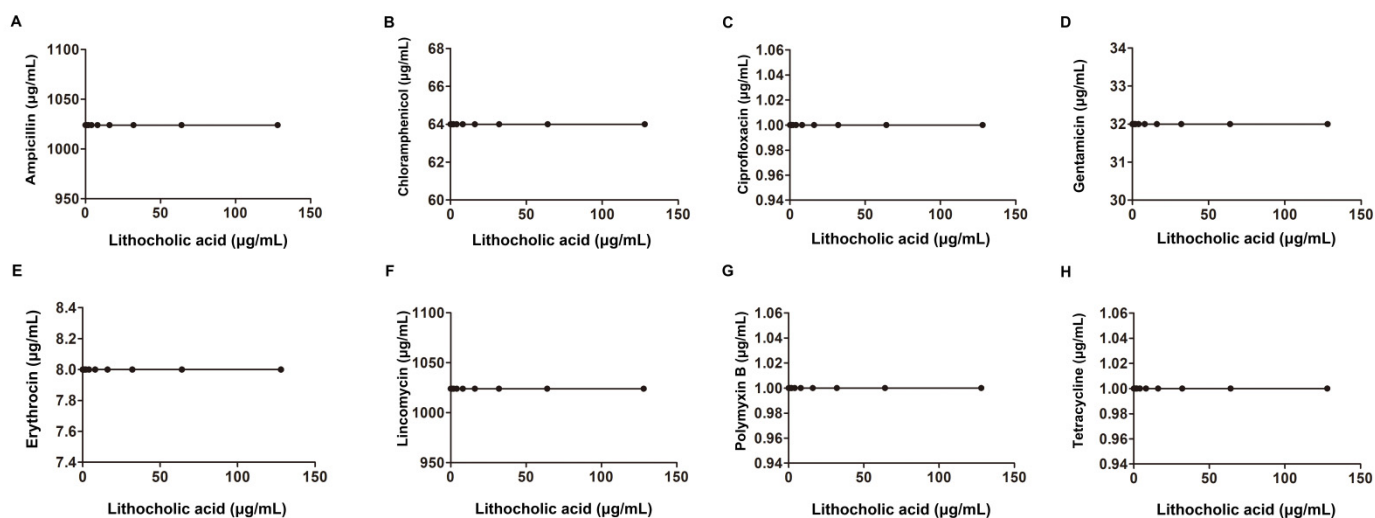 A
Ampicillin (µg/mL)
1100
1050
1000
950
0 50 100 150
Lithocholic acid (µg/mL)
B
Chloramphenicol (µg/mL)
68
66
64
62
60
0 50 100 150
Lithocholic acid (µg/mL)
C
Ciprofloxacin (µg/mL)
1.06
1.04
1.02
1.00
0.98
0.96
0.94
0 50 100 150
Lithocholic acid (µg/mL)
D
Gentamicin (µg/mL)
34
33
32
31
30
0 50 100 150
Lithocholic acid (µg/mL)
E
Erythrocin (µg/mL)
8.4
8.2
8.0
7.8
7.6
7.4
0 50 100 150
Lithocholic acid (µg/mL)
F
Lincomycin (µg/mL)
1100
1050
1000
950
0 50 100 150
Lithocholic acid (µg/mL)
G
Polymyxin B (µg/mL)
1.06
1.04
1.02
1.00
0.98
0.96
0.94
0 50 100 150
Lithocholic acid (µg/mL)
H
Tetracycline (µg/mL)
1.06
1.04
1.02
1.00
0.98
0.96
0.94
0 50 100 150
Lithocholic acid (µg/mL)